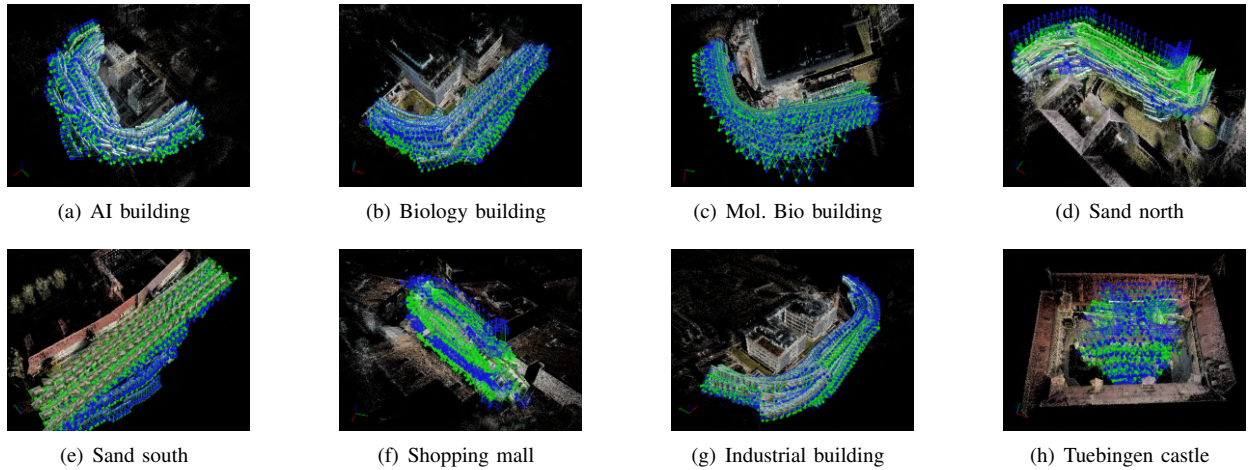 (a) AI building
(b) Biology building
(c) Mol. Bio building
(d) Sand north
(e) Sand south
(f) Shopping mall
(g) Industrial building
(h) Tuebingen castle